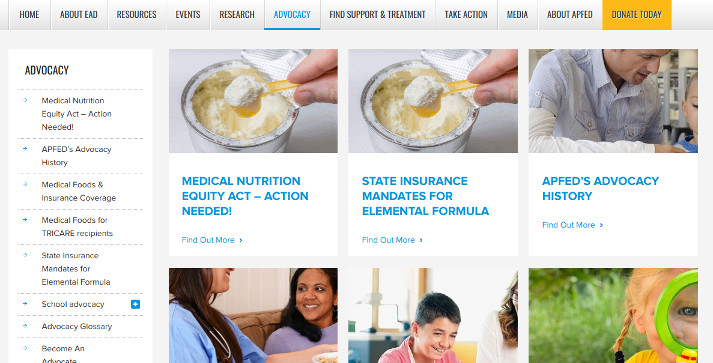 HOME ABOUT EAD RESOURCES EVENTS RESEARCH ADVOCACY FIND SUPPORT & TREATMENT TAKE ACTION MEDIA ABOUT APFED DONATE TODAY
ADVOCACY
Medical Nutrition
Equity Act – Action
Needed!
APFED'S Advocacy
History
Medical Foods &
Insurance Coverage
Medical Foods for
TRICARE recipients
State Insurance
Mandates for
Elemental Formula
School advocacy
Advocacy Glossary
Become An
Advocate
MEDICAL NUTRITION
EQUITY ACT – ACTION
NEEDED!
Find Out More
STATE INSURANCE
MANDATES FOR
ELEMENTAL FORMULA
Find Out More
APFED'S ADVOCACY
HISTORY
Find Out More